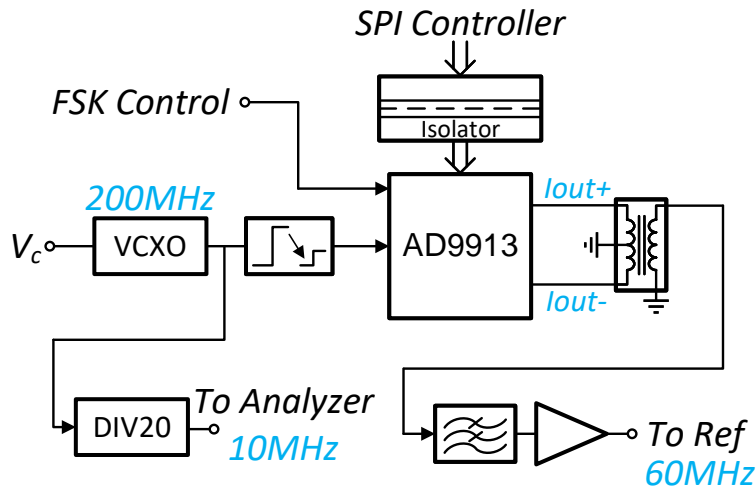 SPI Controller
FSK Control
Isolator
200MHz
Iout+
Vc
VCXO
AD9913
Iout-
To Analyzer
DIV20
10MHz
To Ref
60MHz